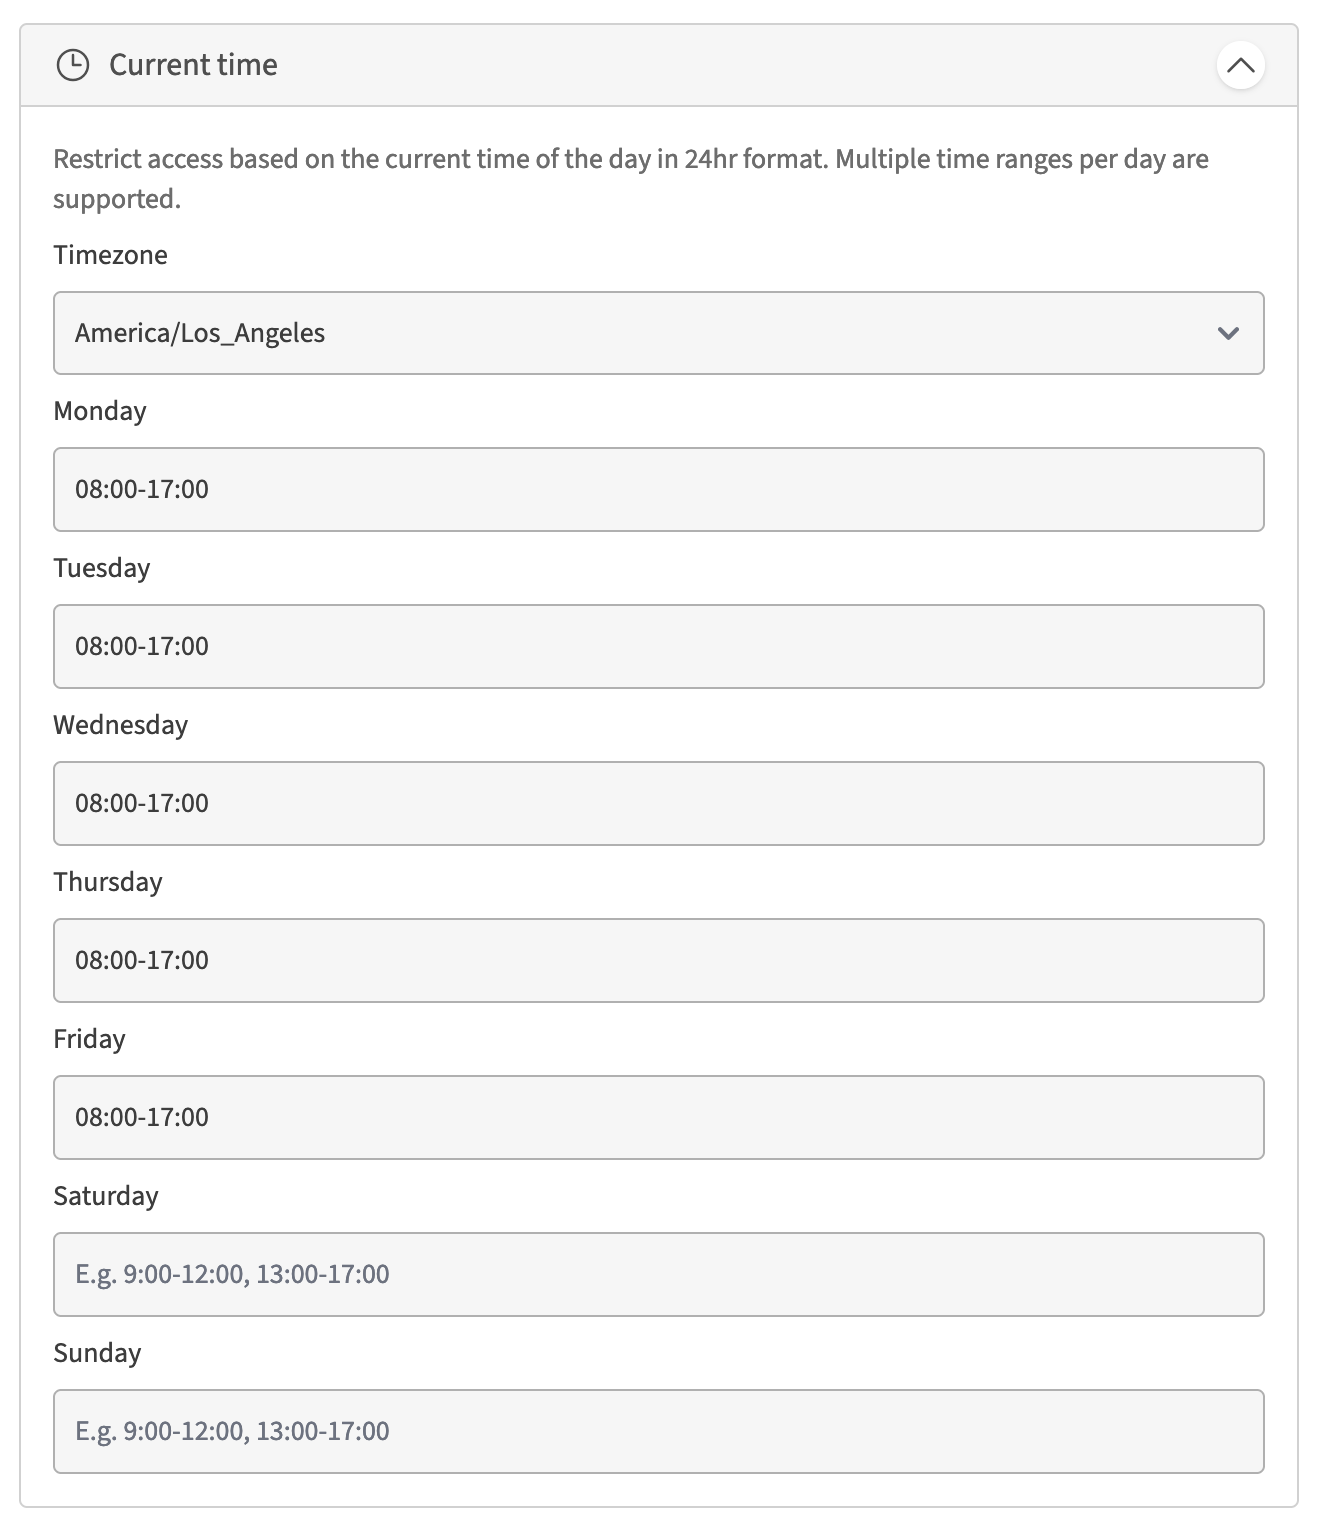 Current time
Restrict access based on the current time of the day in 24hr format. Multiple time ranges per day are
supported.
Timezone
America/Los_Angeles
Monday
08:00-17:00
Tuesday
08:00-17:00
Wednesday
08:00-17:00
Thursday
08:00-17:00
Friday
08:00-17:00
Saturday
E.g. 9:00-12:00, 13:00-17:00
Sunday
E.g. 9:00-12:00, 13:00-17:00